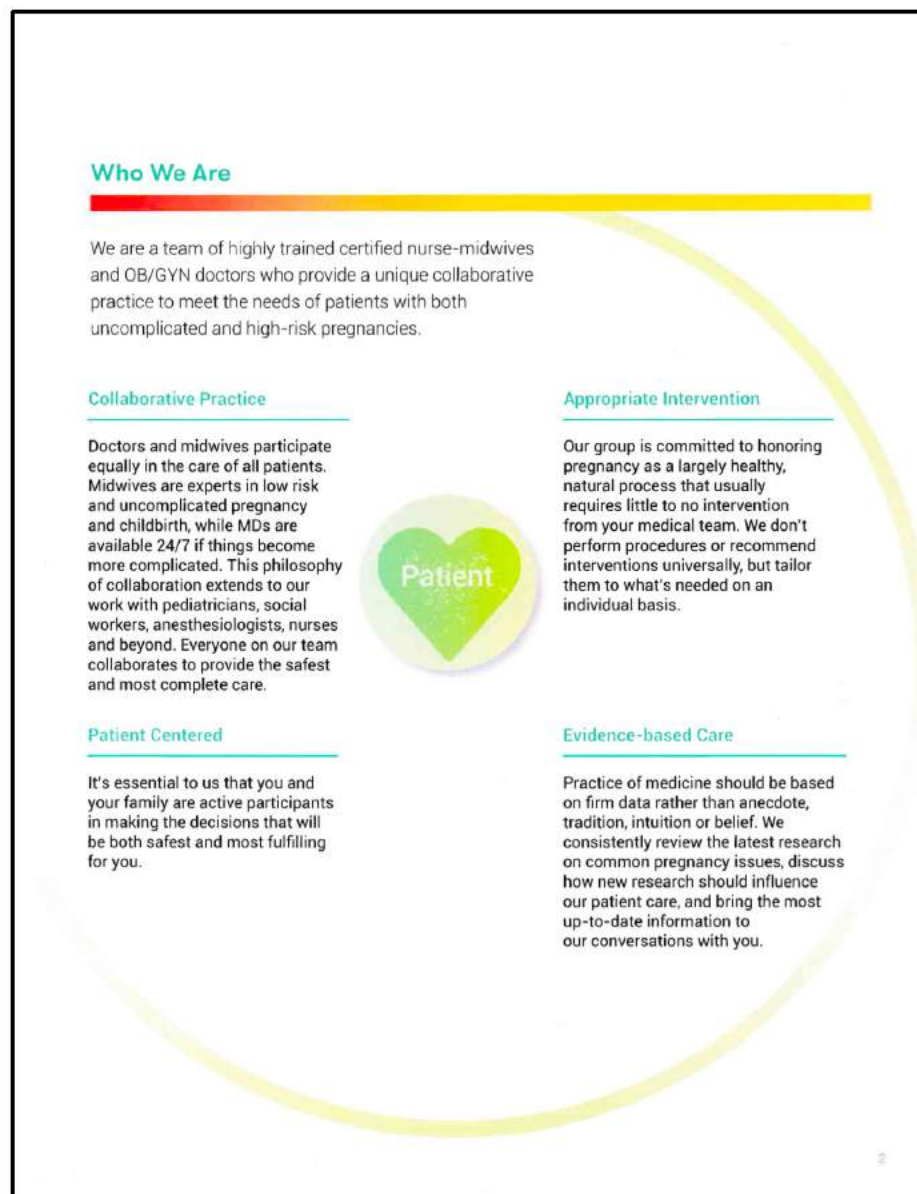 Who We Are
We are a team of highly trained certified nurse-midwives
and OB/GYN doctors who provide a unique collaborative
practice to meet the needs of patients with both
uncomplicated and high-risk pregnancies.
Collaborative Practice
Doctors and midwives participate
equally in the care of all patients.
Midwives are experts in low risk
and uncomplicated pregnancy
and childbirth, while MDs are
available 24/7 if things become
more complicated. This philosophy
of collaboration extends to our
work with pediatricians, social
workers, anesthesiologists, nurses
and beyond. Everyone on our team
collaborates to provide the safest
and most complete care.
Patient
Appropriate Intervention
Our group is committed to honoring
pregnancy as a largely healthy,
natural process that usually
requires little to no intervention
from your medical team. We don't
perform procedures or recommend
interventions universally, but tailor
them to what's needed on an
individual basis.
Patient Centered
It's essential to us that you and
your family are active participants
in making the decisions that will
be both safest and most fulfilling
for you.
Evidence-based Care
Practice of medicine should be based
on firm data rather than anecdote,
tradition, intuition or belief. We
consistently review the latest research
on common pregnancy issues, discuss
how new research should influence
our patient care, and bring the most
up-to-date information to
our conversations with you.